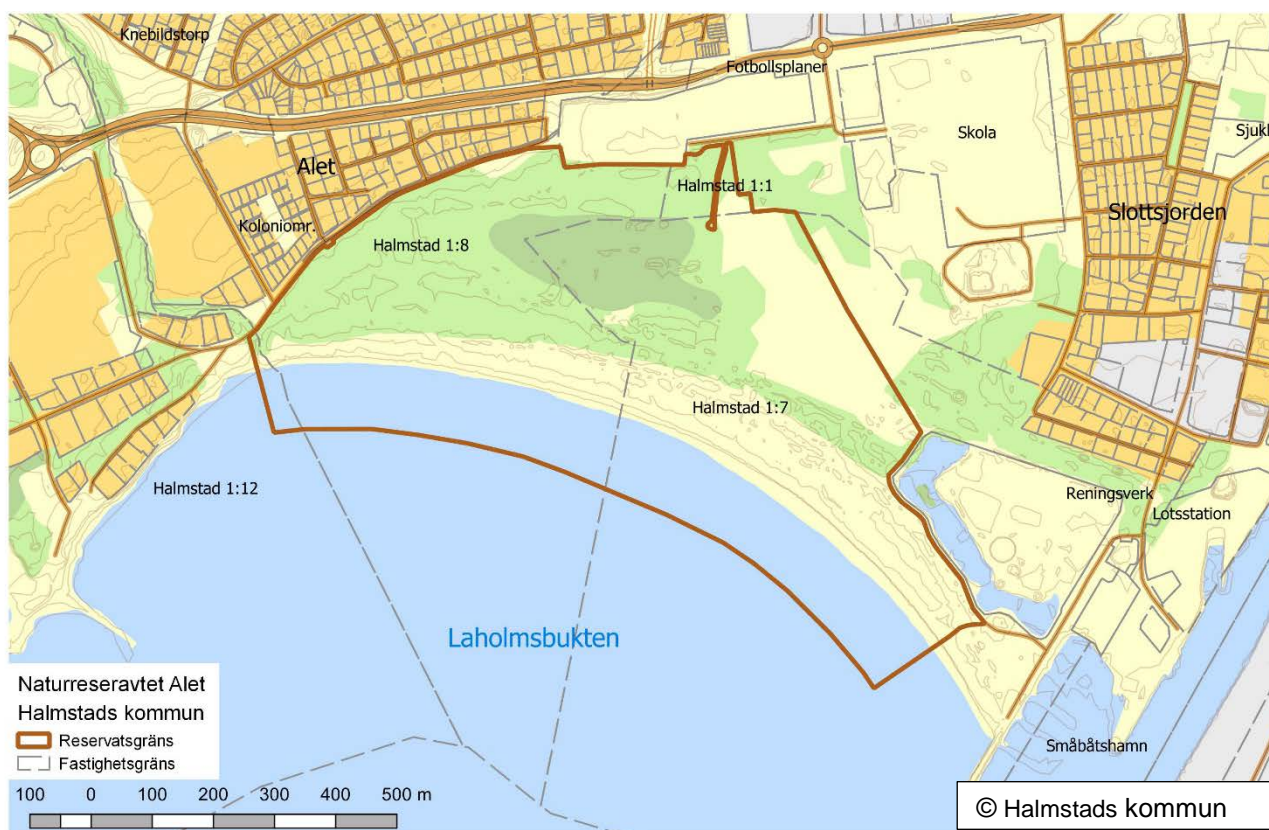 Knebildstorp
Fotbollsplaner
Skola
Sjukl
Alet
Halmstad 1:1
Slottsjorden
Koloniomr.
Halmstad 1:8
Halmstad 1:7
Halmstad 1:12
Reningsverk
Lotsstation
Laholmsbukten
Småbåtshamn
Naturreseravtet Alet
Halmstads kommun
Reservatsgräns
Fastighetsgräns
100 0 100 200 300 400 500 m
© Halmstads kommun